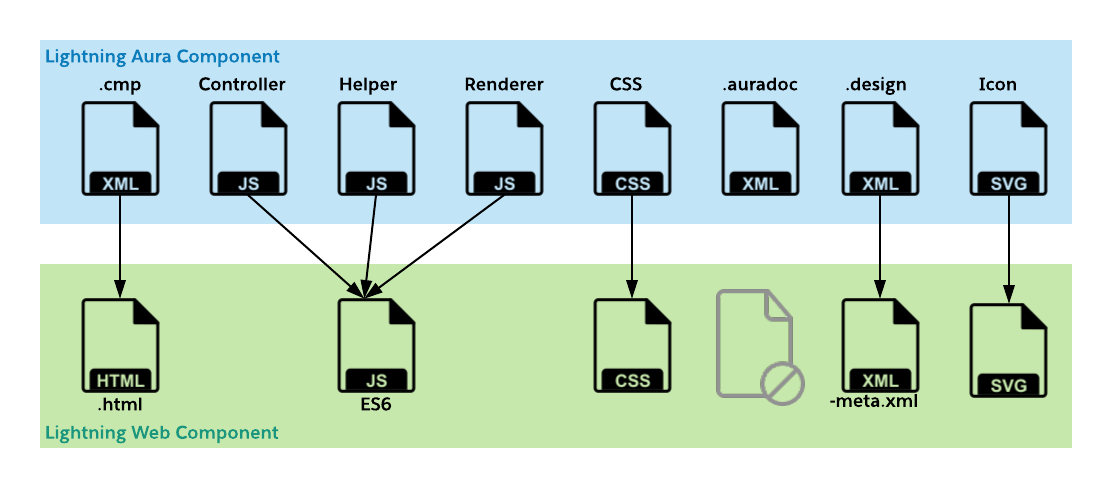 Lightning Aura Component
.cmp Controller Helper Renderer CSS .auradoc .design Icon
XML JS JS JS CSS XML XML SVG
HTML JS CSS XML SVG
.html ES6 -meta.xml
Lightning Web Component